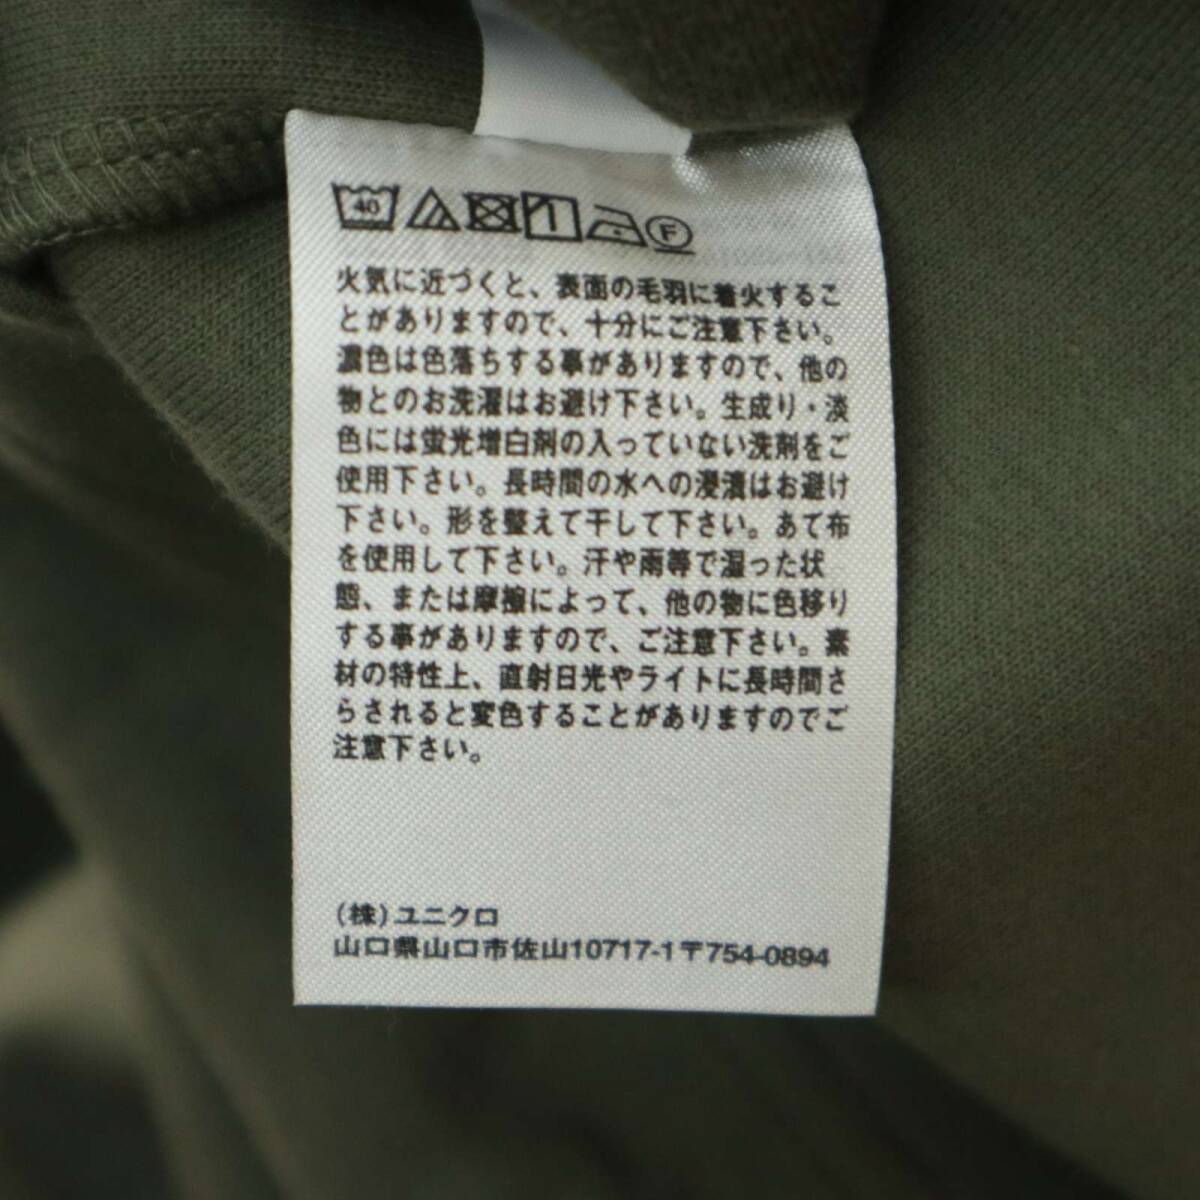 40
F
火気に近づくと、表面の毛羽に着火するこ
とがありますので、十分にご注意下さい。
濃色は色落ちする事がありますので、他の
物とのお洗濯はお避け下さい。生成り・淡
色には蛍光増白剤の入っていない洗剤をご
使用下さい。長時間の水への浸漬はお避け
下さい。形を整えて干して下さい。あて布
を使用して下さい。汗や雨等で湿った状
態、または摩擦によって、他の物に色移り
する事がありますので、ご注意下さい。素
材の特性上、直射日光やライトに長時間さ
らされると変色することがありますのでご
注意下さい。
(株)ユニクロ
山口県山口市佐山10717-1〒754-0894